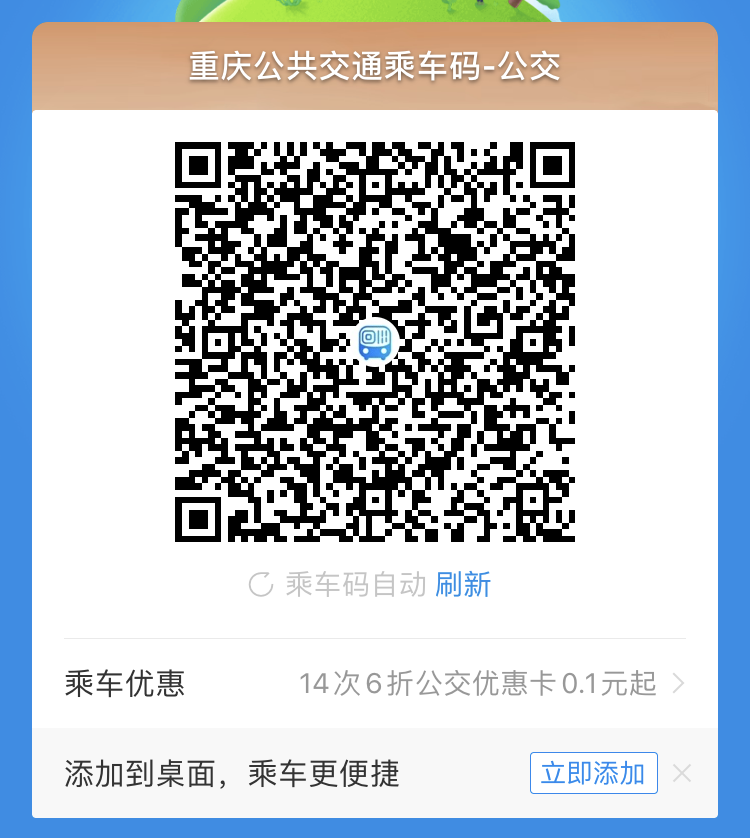 重庆公共交通乘车码-公交
乘车码自动 刷新
乘车优惠
14次6折公交优惠卡0.1元起
添加到桌面，乘车更便捷
立即添加